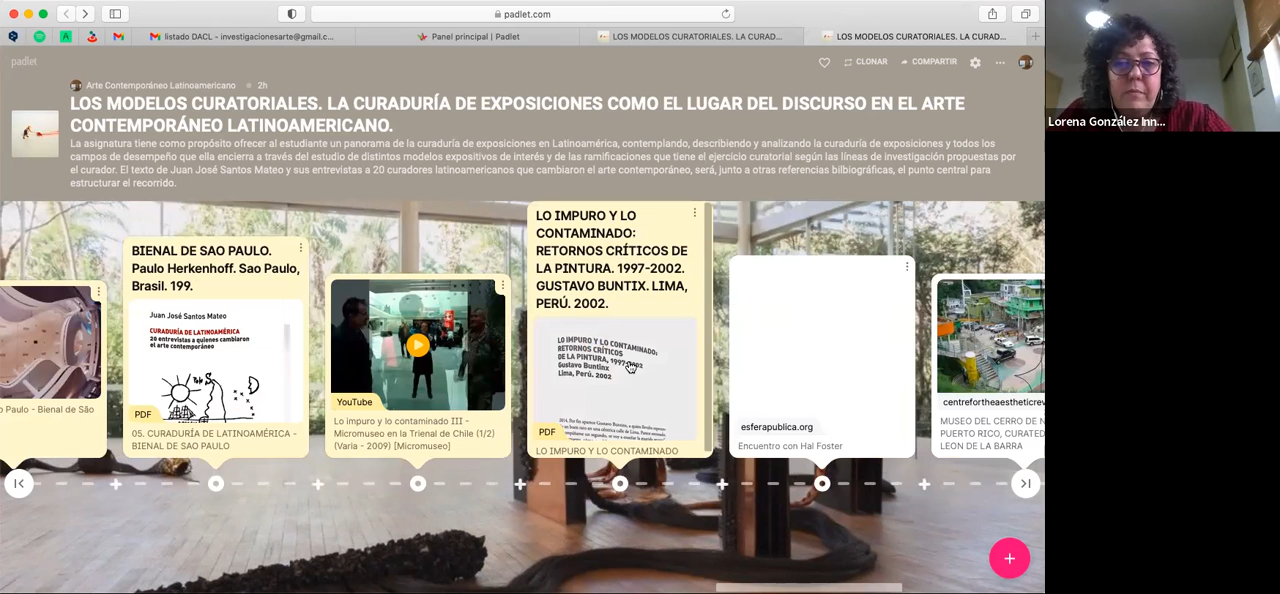 padlet.com
listado DACL - investigacionesarte@gmail.c...
Panel principal | Padlet
LOS MODELOS CURATORIALES. LA CURAD...
LOS MODELOS CURATORIALES. LA CURAD...
padlet
CLONAR
COMPARTIR
Arte Contemporáneo Latinoamericano
2h
LOS MODELOS CURATORIALES. LA CURADURÍA DE EXPOSICIONES COMO EL LUGAR DEL DISCURSO EN EL ARTE
CONTEMPORÁNEO LATINOAMERICANO.
La asignatura tiene como propósito ofrecer al estudiante un panorama de la curaduría de exposiciones en Latinoamérica, contemplando, describiendo y analizando la curaduría de exposiciones y todos los
campos de desempeño que ella encierra a través del estudio de distintos modelos expositivos de interés y de las ramificaciones que tiene el ejercicio curatorial según las líneas de investigación propuestas por
el curador. El texto de Juan José Santos Mateo y sus entrevistas a 20 curadores latinoamericanos que cambiaron el arte contemporáneo, será, junto a otras referencias bilbiográficas, el punto central para
estructurar el recorrido.
Lorena González Inn...
o Paulo - Bienal de São
BIENAL DE SAO PAULO.
Paulo Herkenhoff. Sao Paulo,
Brasil. 199.
Juan José Santos Mateo
CURADURÍA DE LATINOAMÉRICA
20 entrevistas a quienes cambiaron
el arte contemporáneo
PDF
05. CURADURÍA DE LATINOAMÉRICA -
BIENAL DE SAO PAULO
YouTube
Lo impuro y lo contaminado III -
Micromuseo en la Trienal de Chile (1/2)
(Varia - 2009) [Micromuseo]
LO IMPURO Y LO
CONTAMINADO:
RETORNOS CRÍTICOS DE
LA PINTURA. 1997-2002.
GUSTAVO BUNTIX. LIMA,
PERÚ. 2002.
LO IMPURO Y LO CONTAMINADO:
RETORNOS CRÍTICOS
DE LA PINTURA, 1997-2002
Gustavo Buntinx
Lima, Perú. 2002
PDF
LO IMPURO Y LO CONTAMINADO
esferapublica.org
Encuentro con Hal Foster
centrefortheaestheticrev
MUSEO DEL CERRO DE N
PUERTO RICO, CURATED
LEON DE LA BARRA